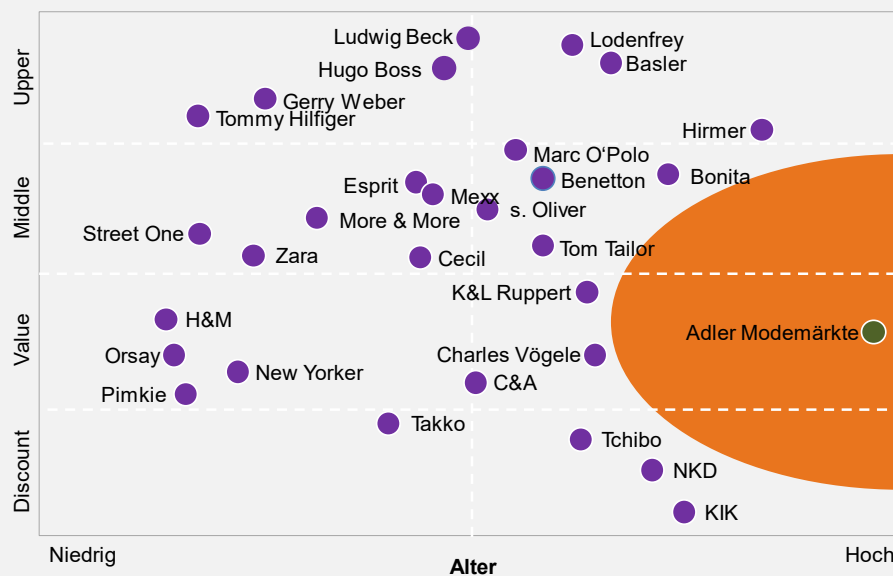 Upper
Ludwig Beck
Lodenfrey
Basler
Hugo Boss
Gerry Weber
Tommy Hilfiger
Hirmer
Middle
Marc O‘Polo
Esprit
Benetton
Bonita
Mexx
s. Oliver
More & More
Street One
Tom Tailor
Zara
Cecil
Value
K&L Ruppert
H&M
Adler Modemärkte
Orsay
Charles Vögele
New Yorker
C&A
Pimkie
Discount
Takko
Tchibo
NKD
KIK
Niedrig
Alter
Hoch